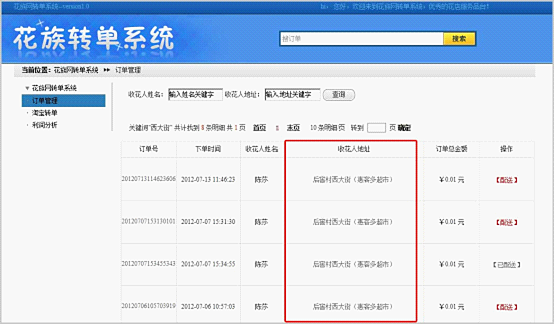 花族网转单系统--version1.0
hi：您好，欢迎来到花族网转单系统，优秀的花店服务平台！
花族转单系统
搜订单
搜索
当前位置：花族网转单系统 订单管理
花族网转单系统
订单管理
淘宝转单
利润分析
收花人姓名： 输入姓名关键字 收花人地址： 输入地址关键字 查询
关键词"西大街" 共计找到 8 条明细 共 1 页 首页 1 末页 10 条明细/页 转到 页 确定
订单号 下单时间 收花人姓名 收花人地址 订单总金额 操作
20120713114623606 2012-07-13 11:46:23 陈莎 后宦村西大街（惠客多超市） ￥0.01 元 【配送】
20120707153130101 2012-07-07 15:31:30 陈莎 后宦村西大街（惠客多超市） ￥0.01 元 【配送】
20120707153455343 2012-07-07 15:34:55 陈莎 后宦村西大街（惠客多超市） ￥0.01 元 【已配送】
20120706105703919 2012-07-06 10:57:03 陈莎 后宦村西大街（惠客多超市） ￥0.01 元 【配送】